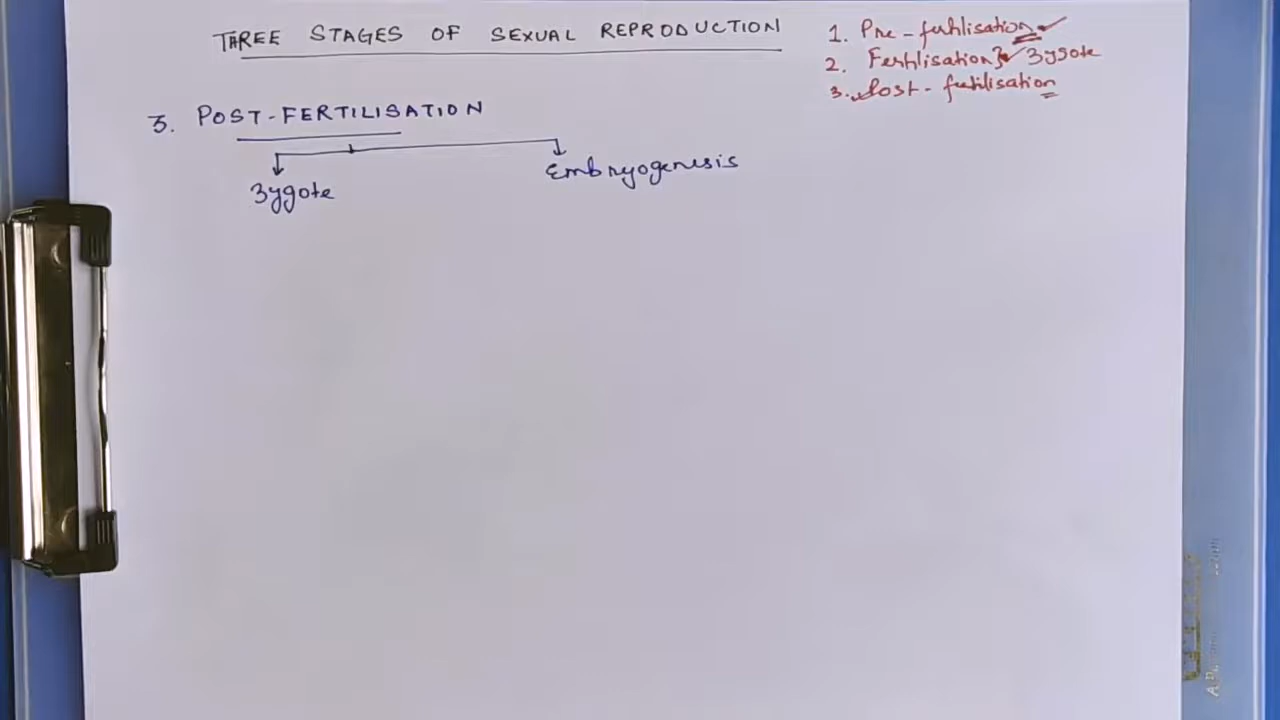 THREE STAGES OF SEXUAL REPRODUCTION
1. Pre-fertilisation
2. Fertilisation} Zygote
3. Post-fertilisation
3. POST-FERTILISATION
Zygote
Embryogenesis